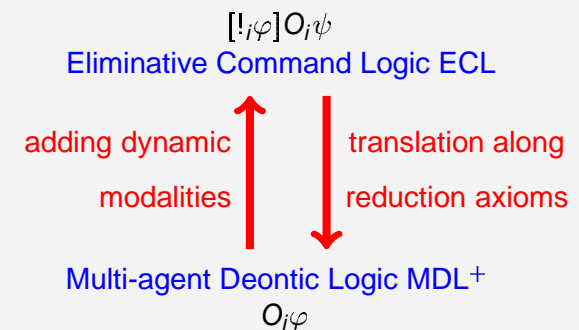 [!ᵢφ]Oᵢψ
Eliminative Command Logic ECL
adding dynamic translation along
modalities reduction axioms
Multi-agent Deontic Logic MDL⁺
Oᵢφ